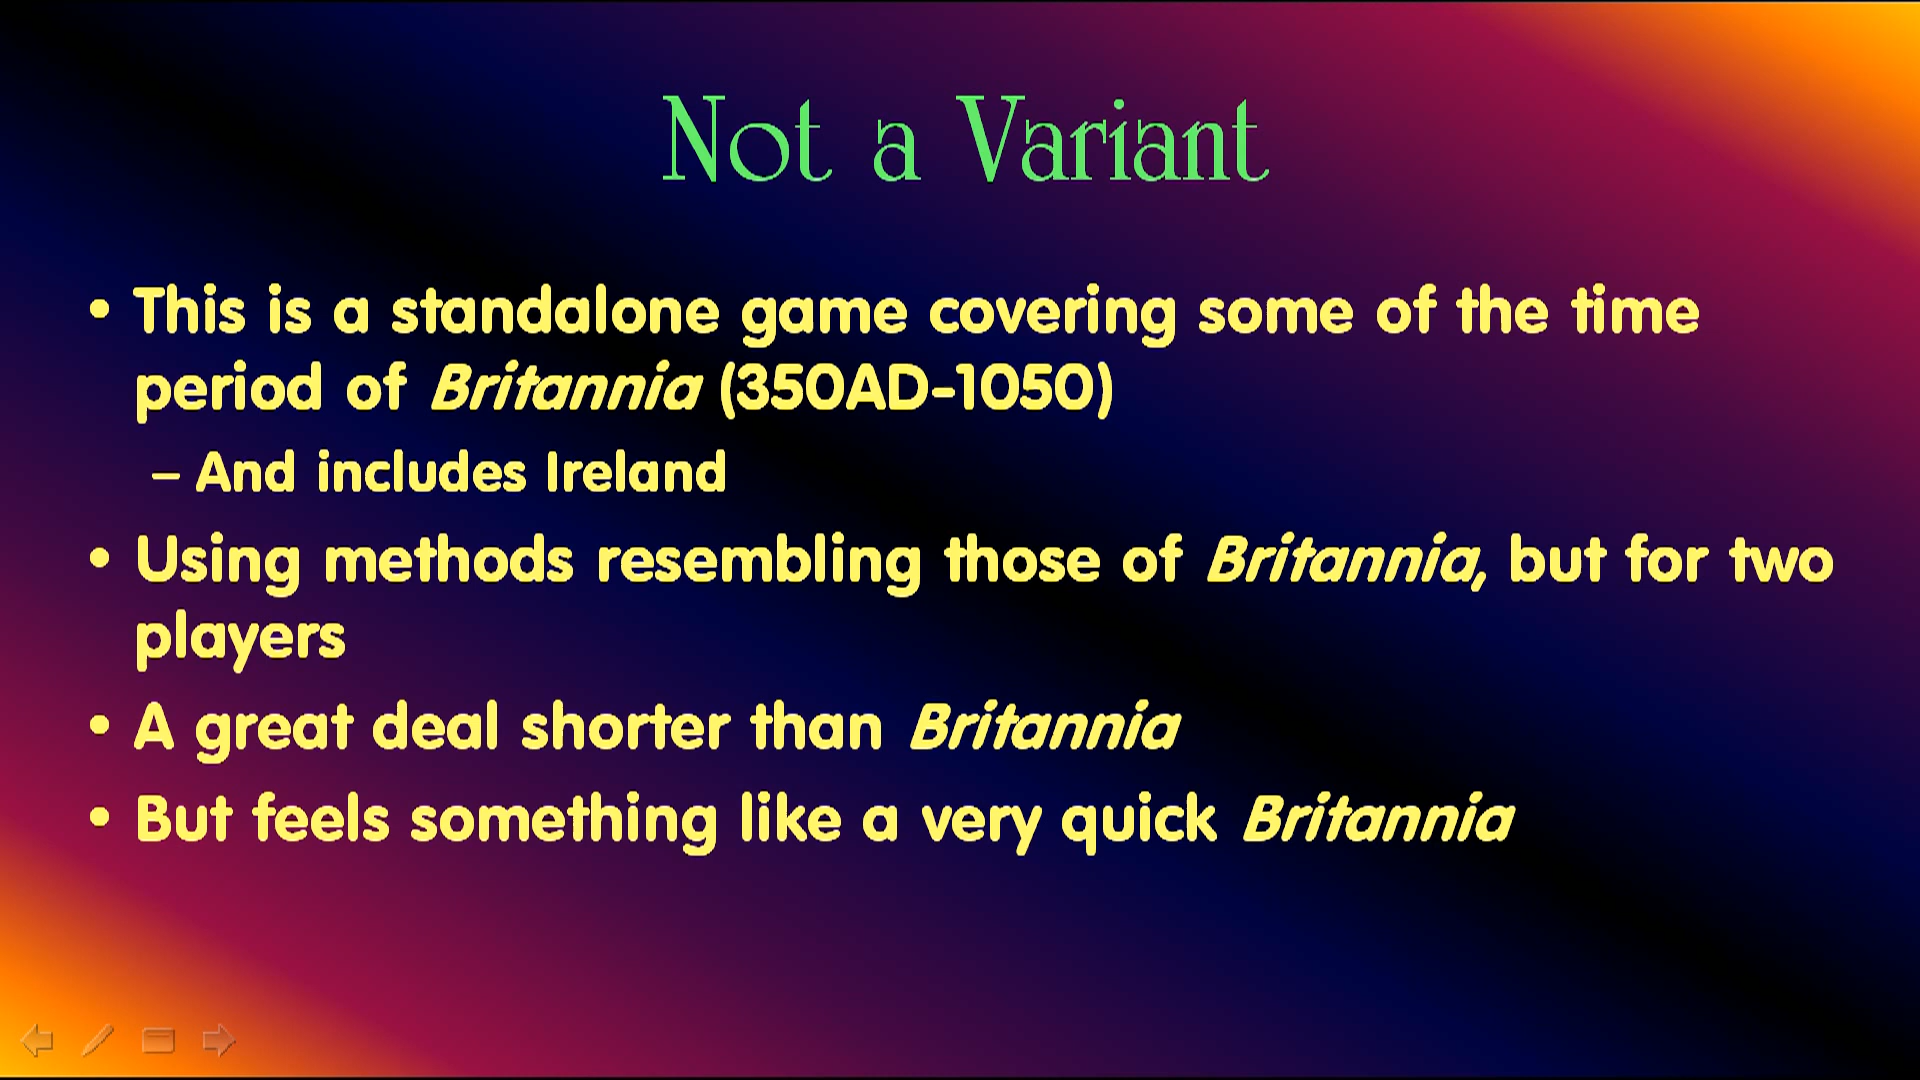 Not a Variant
• This is a standalone game covering some of the time
period of Britannia (350AD-1050)
– And includes Ireland
• Using methods resembling those of Britannia, but for two
players
• A great deal shorter than Britannia
• But feels something like a very quick Britannia